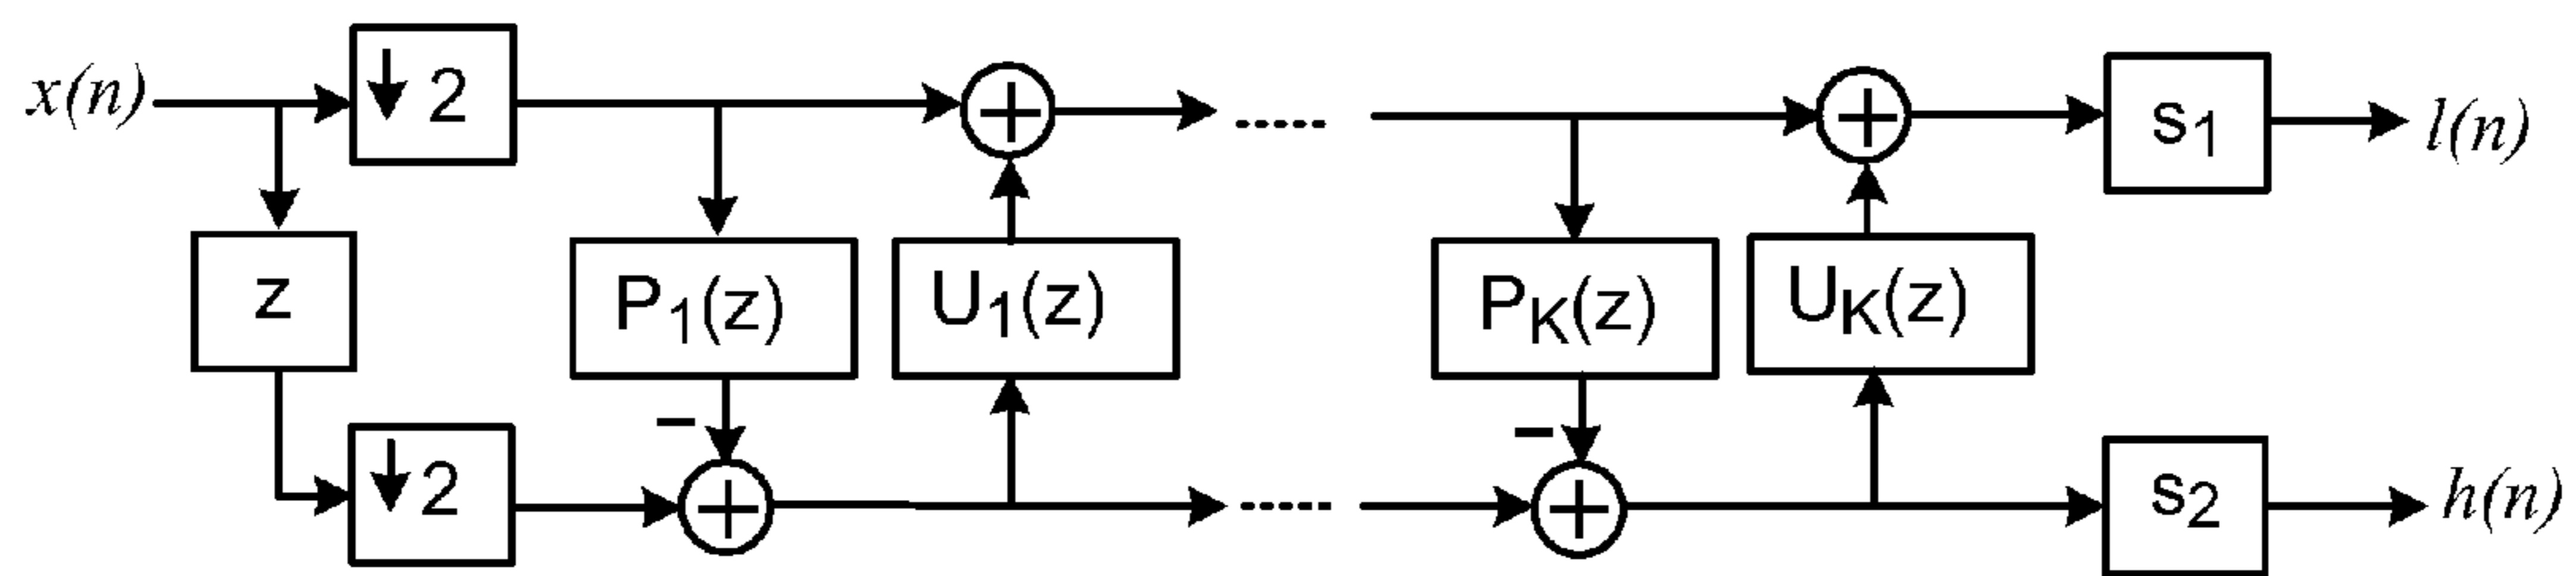 x(n)
↓ 2
z
P1(z)
U1(z)
.....
PK(z)
UK(z)
s1
l(n)
↓ 2
–
.....
–
s2
h(n)